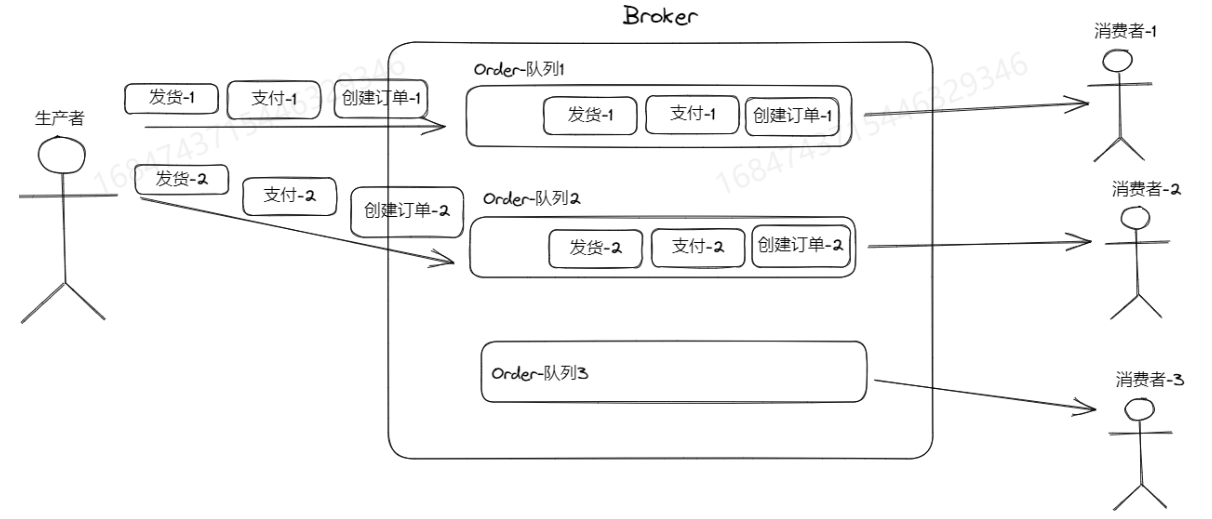 Broker
生产者
发货-1
支付-1
创建订单-1
发货-2
支付-2
创建订单-2
Order-队列1
发货-1
支付-1
创建订单-1
Order-队列2
发货-2
支付-2
创建订单-2
Order-队列3
消费者-1
消费者-2
消费者-3
1684743715446329346
1684743715446329346